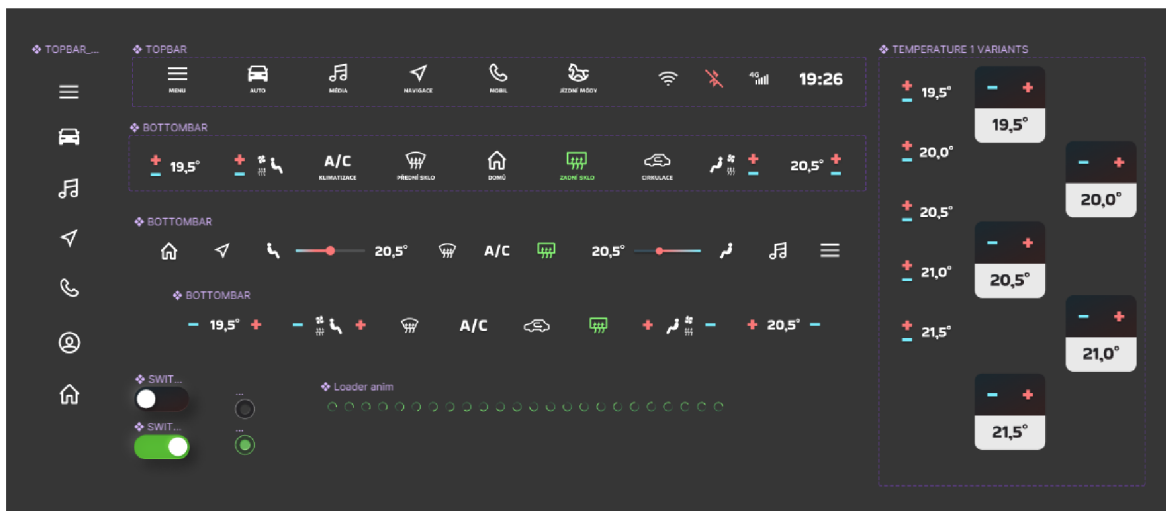 TOPBAR_...
TOPBAR
MENU
AUTO
MÉDIA
NAVIGACE
MOBIL
JÍZDNÍ MÓDY
4G
19:26
BOTTOMBAR
19,5°
A/C
KLIMATIZACE
PŘEDNÍ SKLO
DOMŮ
ZADNÍ SKLO
CIRKULACE
20,5°
BOTTOMBAR
20,5°
A/C
20,5°
BOTTOMBAR
19,5°
A/C
20,5°
SWIT...
...
SWIT...
...
Loader anim
TEMPERATURE 1 VARIANTS
19,5°
19,5°
20,0°
20,0°
20,5°
20,5°
21,0°
21,0°
21,5°
21,5°